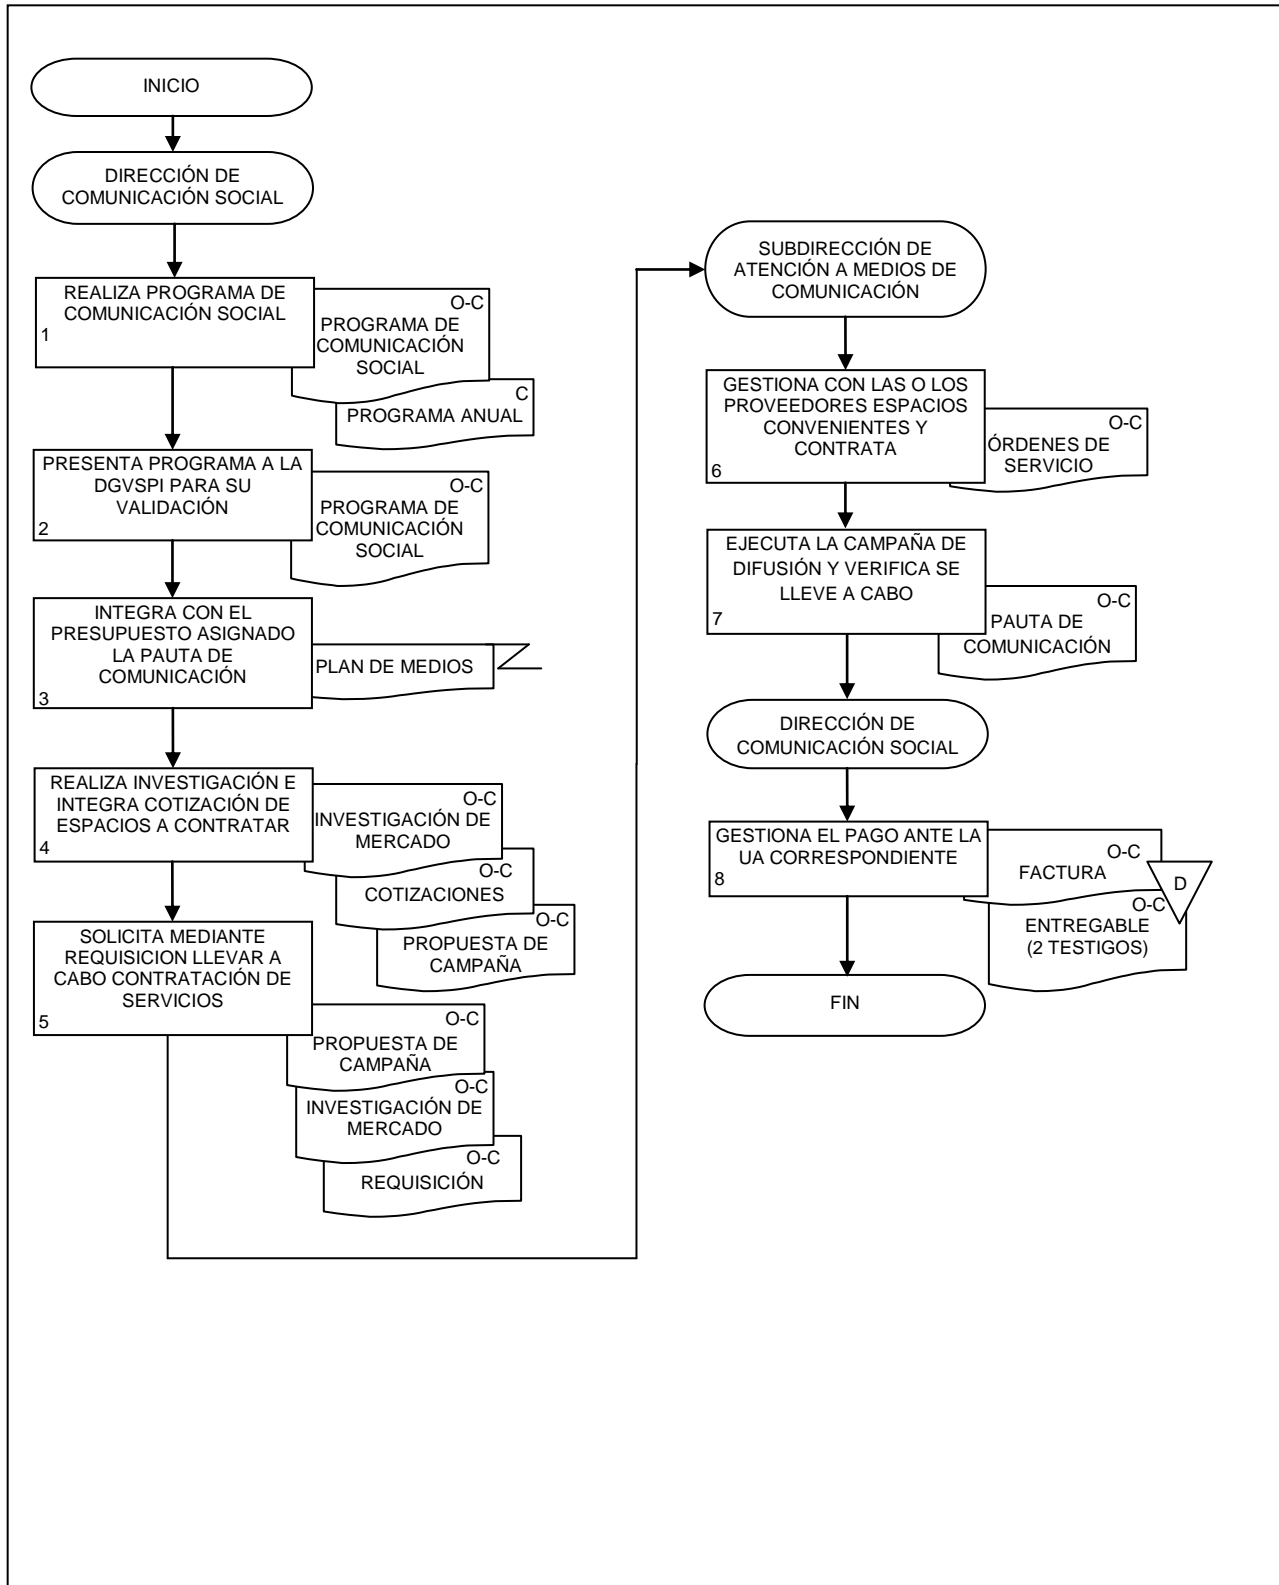 INICIO
DIRECCIÓN DE
COMUNICACIÓN SOCIAL
REALIZA PROGRAMA DE
COMUNICACIÓN SOCIAL
1
O-C
PROGRAMA DE
COMUNICACIÓN
SOCIAL
C
PROGRAMA ANUAL
PRESENTA PROGRAMA A LA
DGVSPI PARA SU
VALIDACIÓN
2
O-C
PROGRAMA DE
COMUNICACIÓN
SOCIAL
INTEGRA CON EL
PRESUPUESTO ASIGNADO
LA PAUTA DE
COMUNICACIÓN
3
PLAN DE MEDIOS
REALIZA INVESTIGACIÓN E
INTEGRA COTIZACIÓN DE
ESPACIOS A CONTRATAR
4
O-C
INVESTIGACIÓN DE
MERCADO
O-C
COTIZACIONES
O-C
PROPUESTA DE
CAMPAÑA
SOLICITA MEDIANTE
REQUISICION LLEVAR A
CABO CONTRATACIÓN DE
SERVICIOS
5
O-C
PROPUESTA DE
CAMPAÑA
O-C
INVESTIGACIÓN DE
MERCADO
O-C
REQUISICIÓN
SUBDIRECCIÓN DE
ATENCIÓN A MEDIOS DE
COMUNICACIÓN
GESTIONA CON LAS O LOS
PROVEEDORES ESPACIOS
CONVENIENTES Y
CONTRATA
6
O-C
ÓRDENES DE
SERVICIO
EJECUTA LA CAMPAÑA DE
DIFUSIÓN Y VERIFICA SE
LLEVE A CABO
7
O-C
PAUTA DE
COMUNICACIÓN
DIRECCIÓN DE
COMUNICACIÓN SOCIAL
GESTIONA EL PAGO ANTE LA
UA CORRESPONDIENTE
8
O-C
FACTURA
D
O-C
ENTREGABLE
(2 TESTIGOS)
FIN